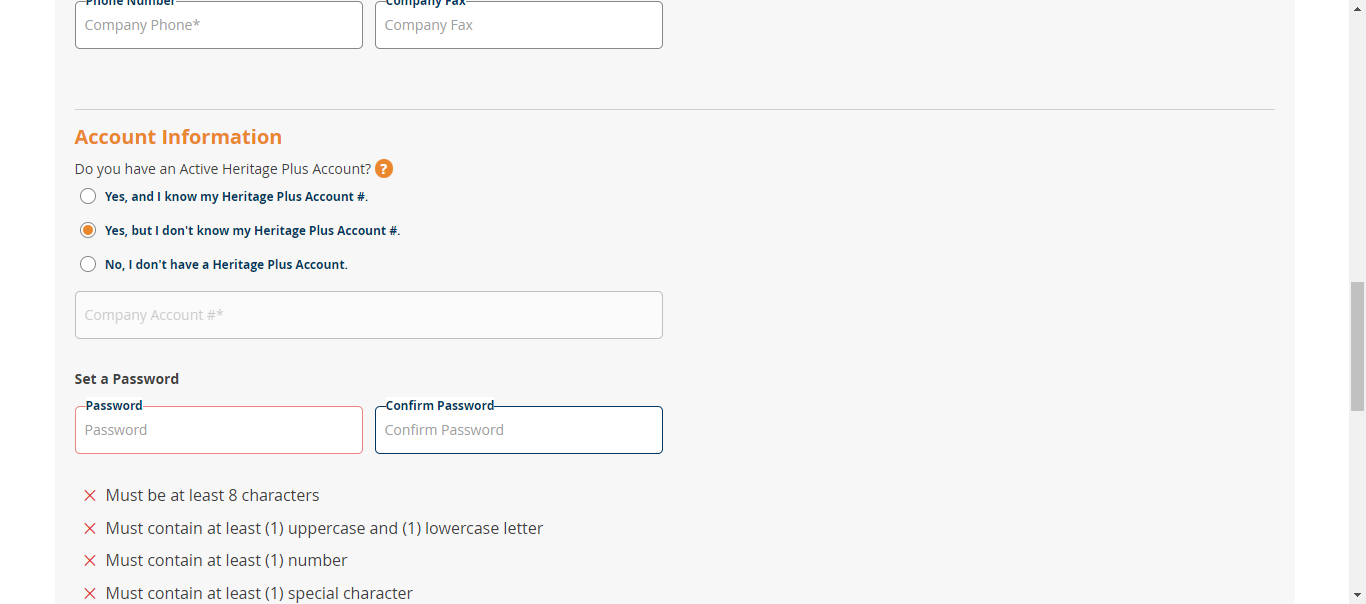 Phone Number
Company Fax
Company Phone*
Company Fax
Account Information
Do you have an Active Heritage Plus Account? ?
Yes, and I know my Heritage Plus Account #.
Yes, but I don't know my Heritage Plus Account #.
No, I don't have a Heritage Plus Account.
Company Account #*
Set a Password
Password
Confirm Password
Password
Confirm Password
Must be at least 8 characters
Must contain at least (1) uppercase and (1) lowercase letter
Must contain at least (1) number
Must contain at least (1) special character